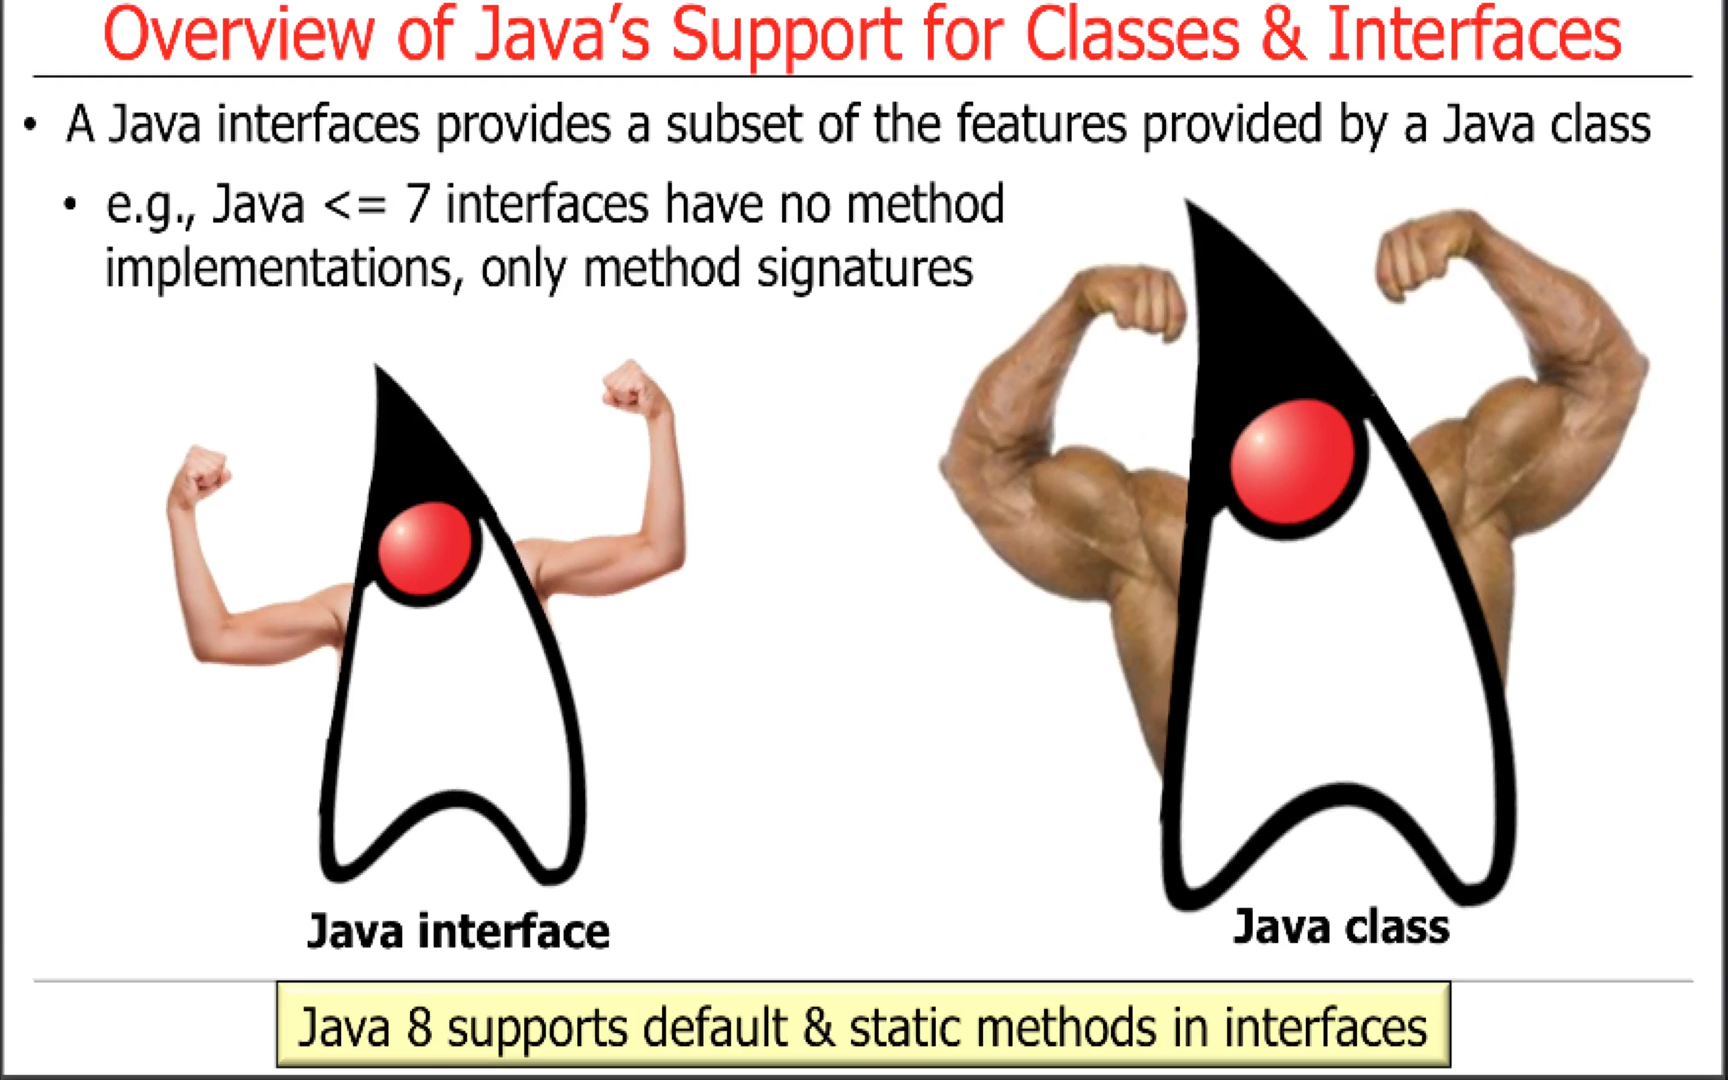 Overview of Java's Support for Classes & Interfaces
• A Java interfaces provides a subset of the features provided by a Java class
• e.g., Java <= 7 interfaces have no method
implementations, only method signatures
Java interface
Java class
Java 8 supports default & static methods in interfaces